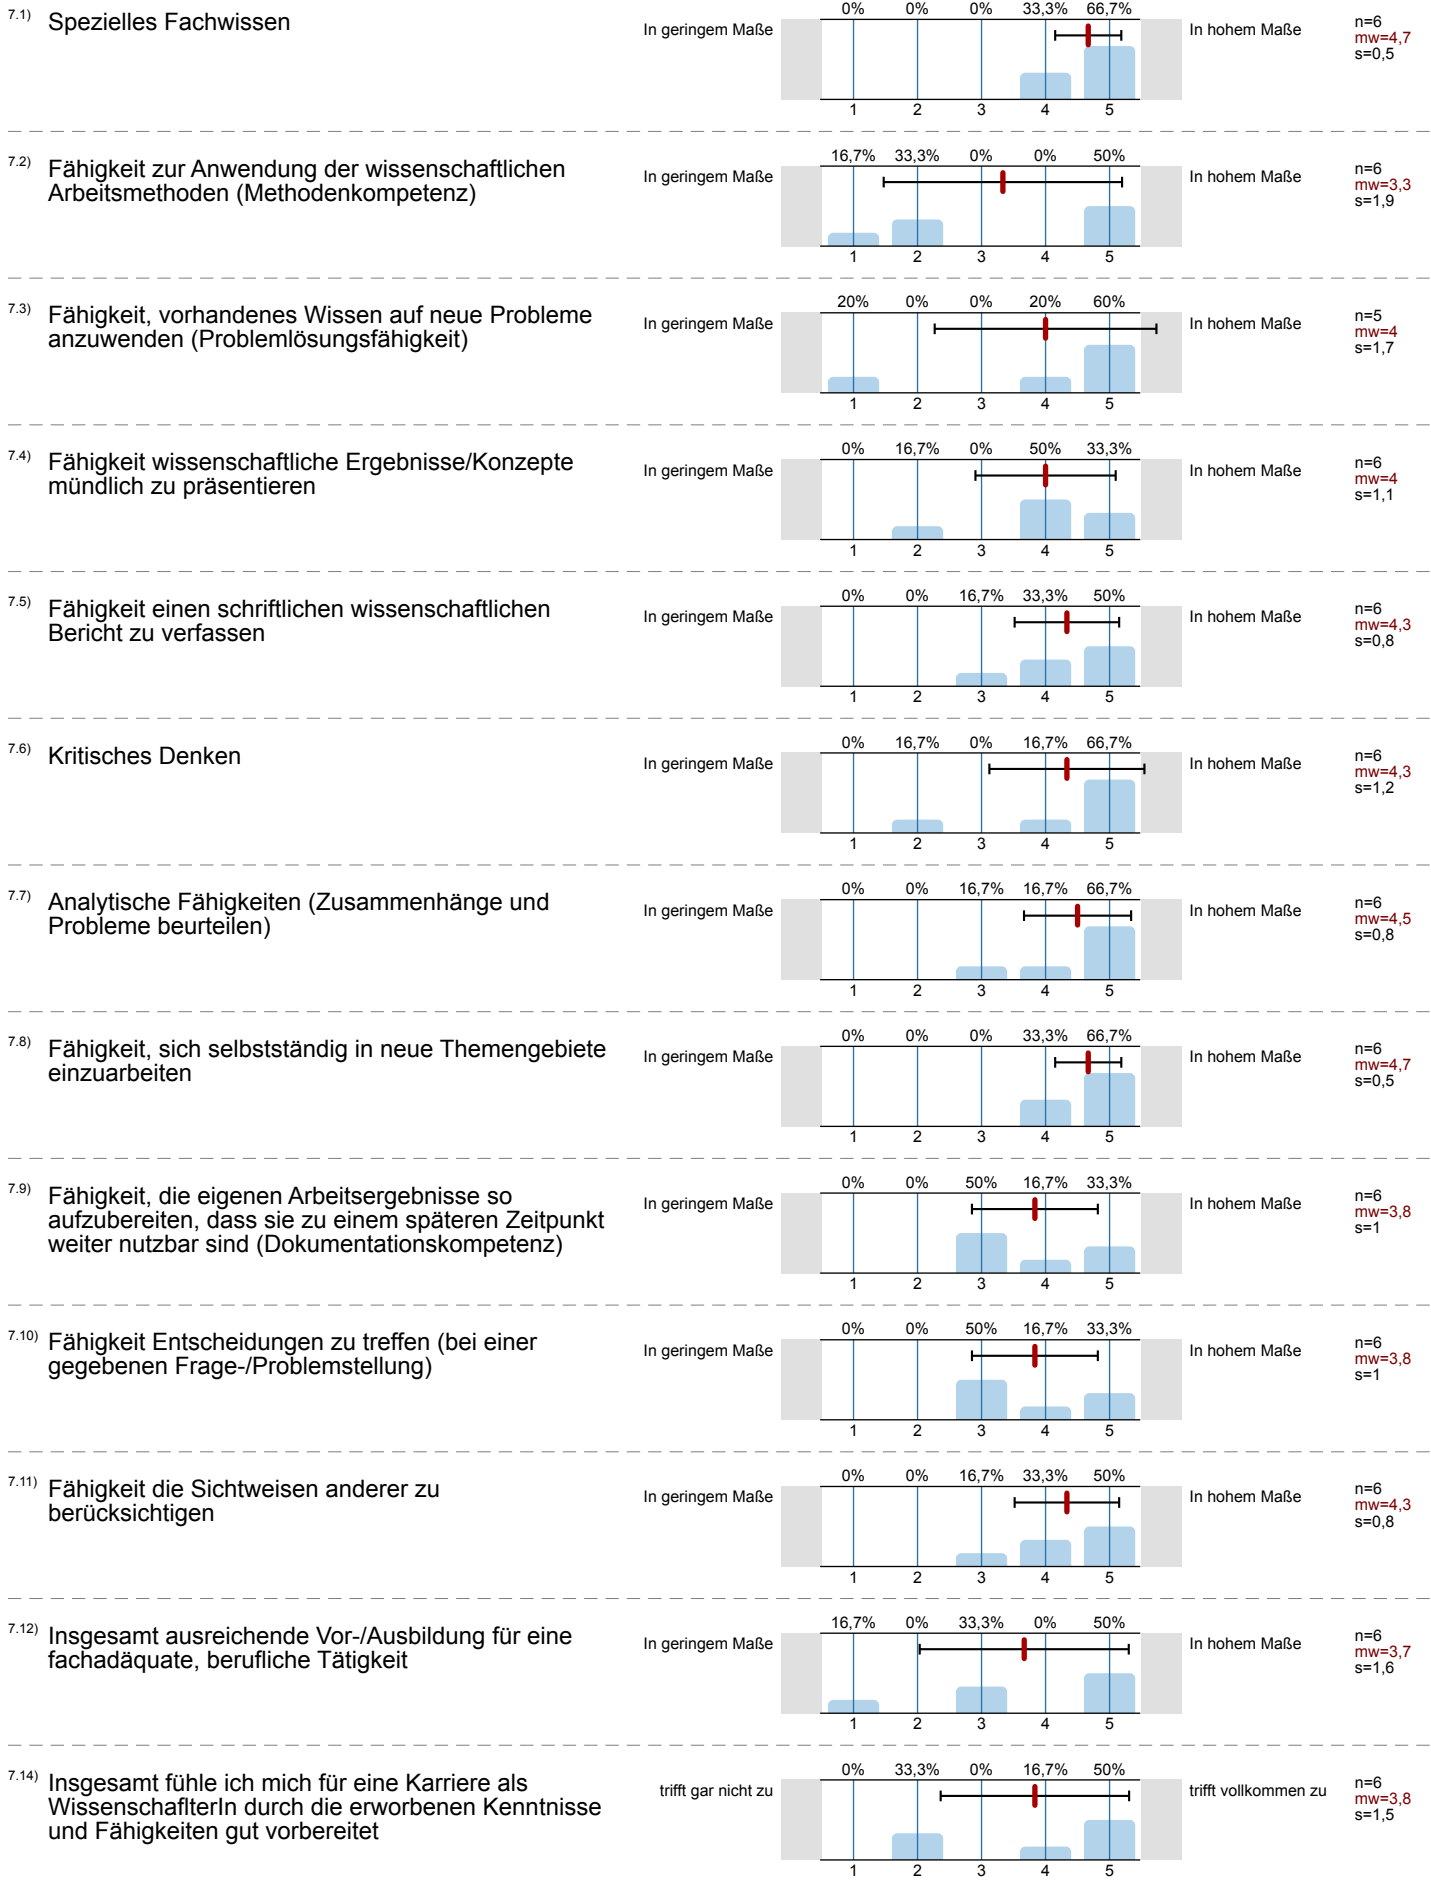 7.1) Spezielles Fachwissen
0% 0% 0% 33,3% 66,7%
In geringem Maße In hohem Maße
n=6
mw=4,7
s=0,5
1 2 3 4 5
7.2) Fähigkeit zur Anwendung der wissenschaftlichen
Arbeitsmethoden (Methodenkompetenz)
16,7% 33,3% 0% 0% 50%
In geringem Maße In hohem Maße
n=6
mw=3,3
s=1,9
1 2 3 4 5
7.3) Fähigkeit, vorhandenes Wissen auf neue Probleme
anzuwenden (Problemlösungsfähigkeit)
20% 0% 0% 20% 60%
In geringem Maße In hohem Maße
n=5
mw=4
s=1,7
1 2 3 4 5
7.4) Fähigkeit wissenschaftliche Ergebnisse/Konzepte
mündlich zu präsentieren
0% 16,7% 0% 50% 33,3%
In geringem Maße In hohem Maße
n=6
mw=4
s=1,1
1 2 3 4 5
7.5) Fähigkeit einen schriftlichen wissenschaftlichen
Bericht zu verfassen
0% 0% 16,7% 33,3% 50%
In geringem Maße In hohem Maße
n=6
mw=4,3
s=0,8
1 2 3 4 5
7.6) Kritisches Denken
0% 16,7% 0% 16,7% 66,7%
In geringem Maße In hohem Maße
n=6
mw=4,3
s=1,2
1 2 3 4 5
7.7) Analytische Fähigkeiten (Zusammenhänge und
Probleme beurteilen)
0% 0% 16,7% 16,7% 66,7%
In geringem Maße In hohem Maße
n=6
mw=4,5
s=0,8
1 2 3 4 5
7.8) Fähigkeit, sich selbstständig in neue Themengebiete
einzuarbeiten
0% 0% 0% 33,3% 66,7%
In geringem Maße In hohem Maße
n=6
mw=4,7
s=0,5
1 2 3 4 5
7.9) Fähigkeit, die eigenen Arbeitsergebnisse so
aufzubereiten, dass sie zu einem späteren Zeitpunkt
weiter nutzbar sind (Dokumentationskompetenz)
0% 0% 50% 16,7% 33,3%
In geringem Maße In hohem Maße
n=6
mw=3,8
s=1
1 2 3 4 5
7.10) Fähigkeit Entscheidungen zu treffen (bei einer
gegebenen Frage-/Problemstellung)
0% 0% 50% 16,7% 33,3%
In geringem Maße In hohem Maße
n=6
mw=3,8
s=1
1 2 3 4 5
7.11) Fähigkeit die Sichtweisen anderer zu
berücksichtigen
0% 0% 16,7% 33,3% 50%
In geringem Maße In hohem Maße
n=6
mw=4,3
s=0,8
1 2 3 4 5
7.12) Insgesamt ausreichende Vor-/Ausbildung für eine
fachadäquate, berufliche Tätigkeit
16,7% 0% 33,3% 0% 50%
In geringem Maße In hohem Maße
n=6
mw=3,7
s=1,6
1 2 3 4 5
7.14) Insgesamt fühle ich mich für eine Karriere als
WissenschaflterIn durch die erworbenen Kenntnisse
und Fähigkeiten gut vorbereitet
0% 33,3% 0% 16,7% 50%
trifft gar nicht zu trifft vollkommen zu
n=6
mw=3,8
s=1,5
1 2 3 4 5